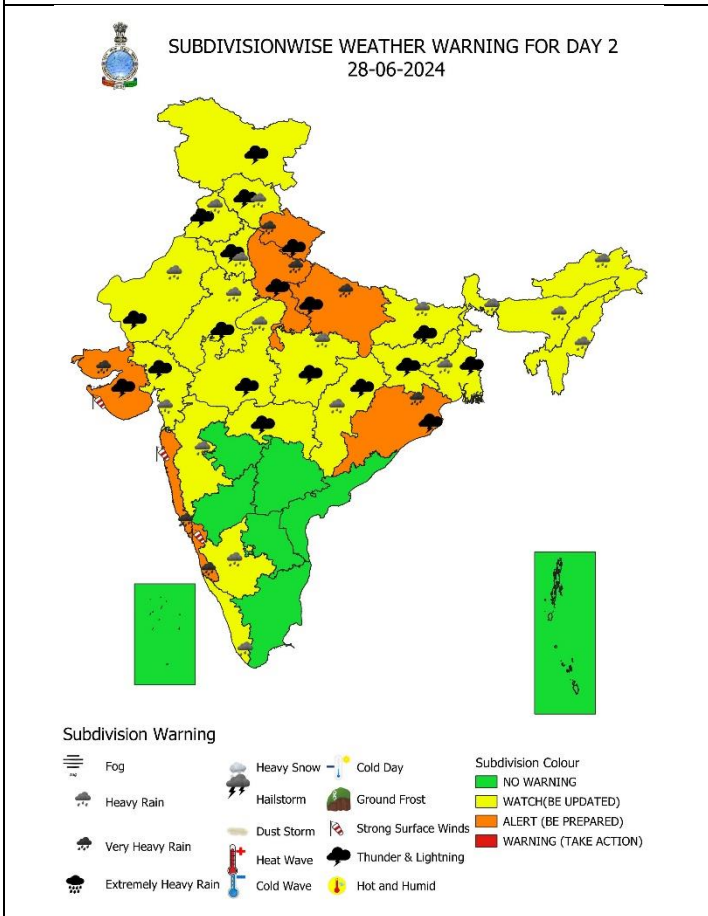 SUBDIVISIONWISE WEATHER WARNING FOR DAY 2
28-06-2024
Subdivision Warning
Fog
Heavy Rain
Very Heavy Rain
Extremely Heavy Rain
Heavy Snow
Hailstorm
Dust Storm
Heat Wave
Cold Wave
Cold Day
Ground Frost
Strong Surface Winds
Thunder & Lightning
Hot and Humid
Subdivision Colour
NO WARNING
WATCH(BE UPDATED)
ALERT (BE PREPARED)
WARNING (TAKE ACTION)